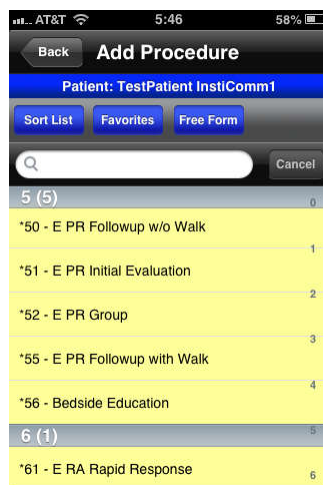 AT&T 5:46 58%
Back Add Procedure
Patient: TestPatient InstiComm1
Sort List Favorites Free Form
Cancel
5 (5)
0
*50 - E PR Followup w/o Walk
1
*51 - E PR Initial Evaluation
2
*52 - E PR Group
3
*55 - E PR Followup with Walk
4
*56 - Bedside Education
6 (1)
5
*61 - E RA Rapid Response
6